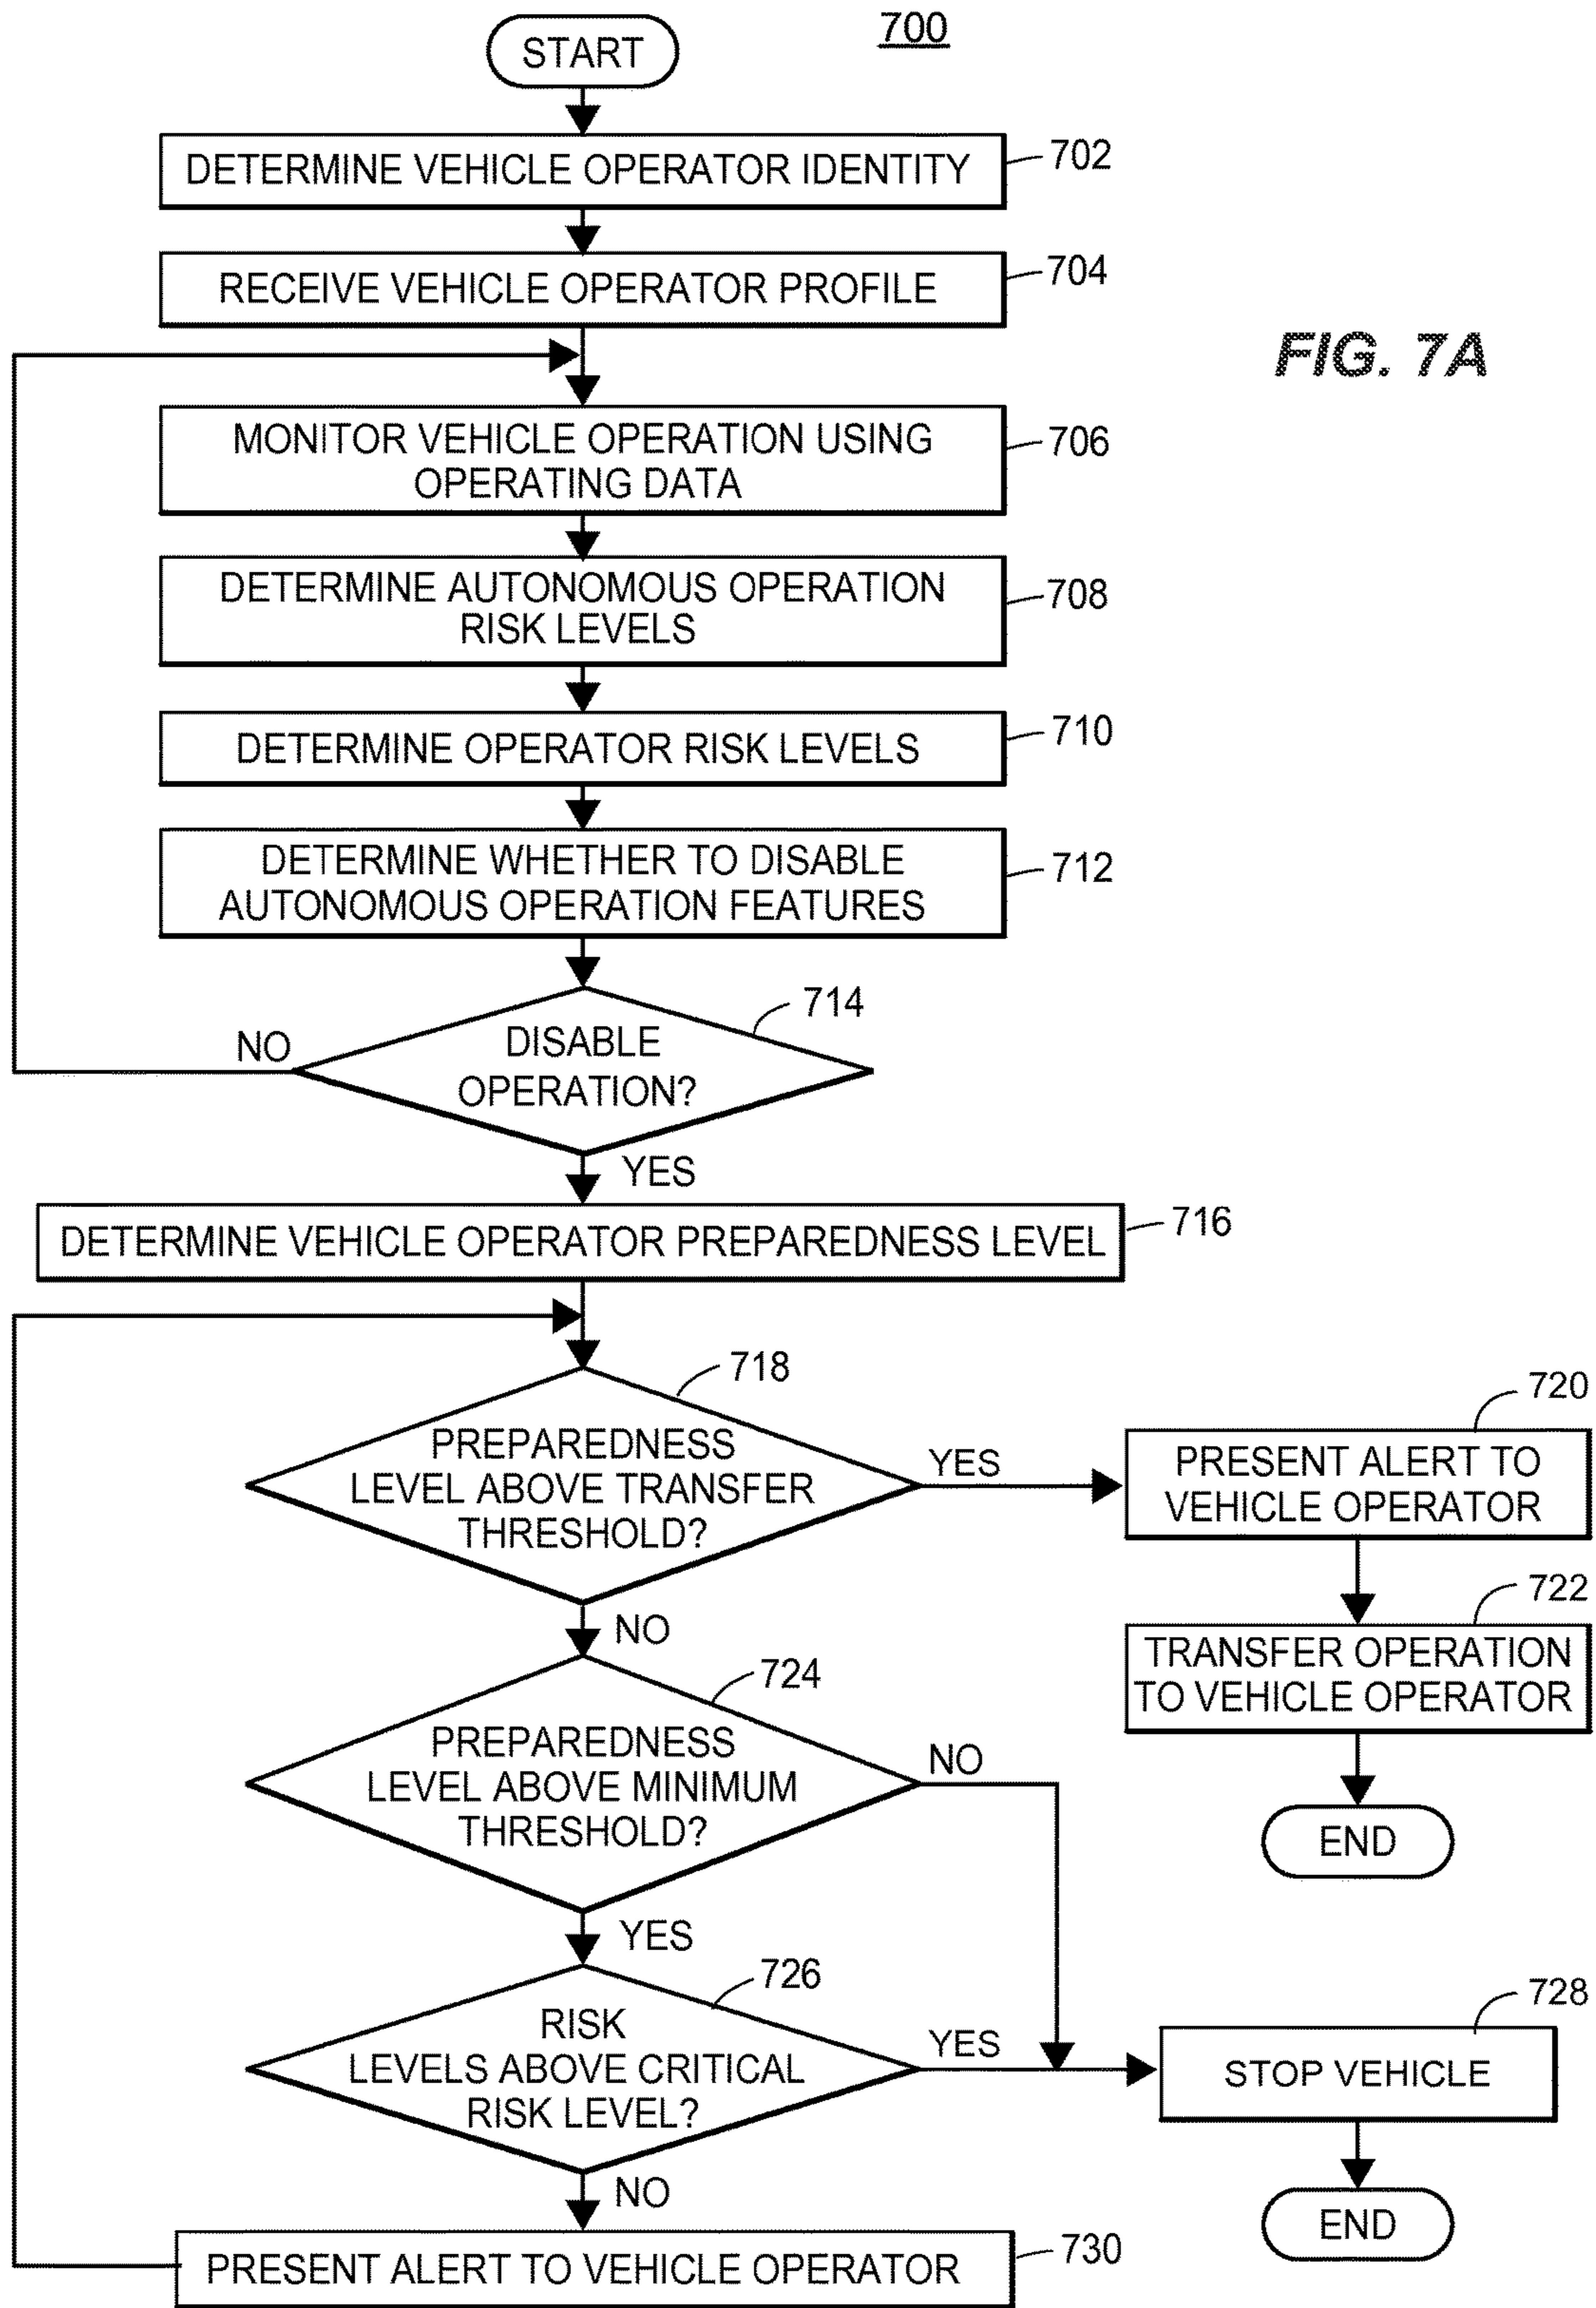 700
START
DETERMINE VEHICLE OPERATOR IDENTITY
702
RECEIVE VEHICLE OPERATOR PROFILE
704
FIG. 7A
MONITOR VEHICLE OPERATION USING
OPERATING DATA
706
DETERMINE AUTONOMOUS OPERATION
RISK LEVELS
708
DETERMINE OPERATOR RISK LEVELS
710
DETERMINE WHETHER TO DISABLE
AUTONOMOUS OPERATION FEATURES
712
714
DISABLE
OPERATION?
NO
YES
DETERMINE VEHICLE OPERATOR PREPAREDNESS LEVEL
716
718
PREPAREDNESS
LEVEL ABOVE TRANSFER
THRESHOLD?
YES
720
PRESENT ALERT TO
VEHICLE OPERATOR
722
TRANSFER OPERATION
TO VEHICLE OPERATOR
END
NO
724
PREPAREDNESS
LEVEL ABOVE MINIMUM
THRESHOLD?
NO
YES
726
RISK
LEVELS ABOVE CRITICAL
RISK LEVEL?
YES
728
STOP VEHICLE
END
NO
PRESENT ALERT TO VEHICLE OPERATOR
730